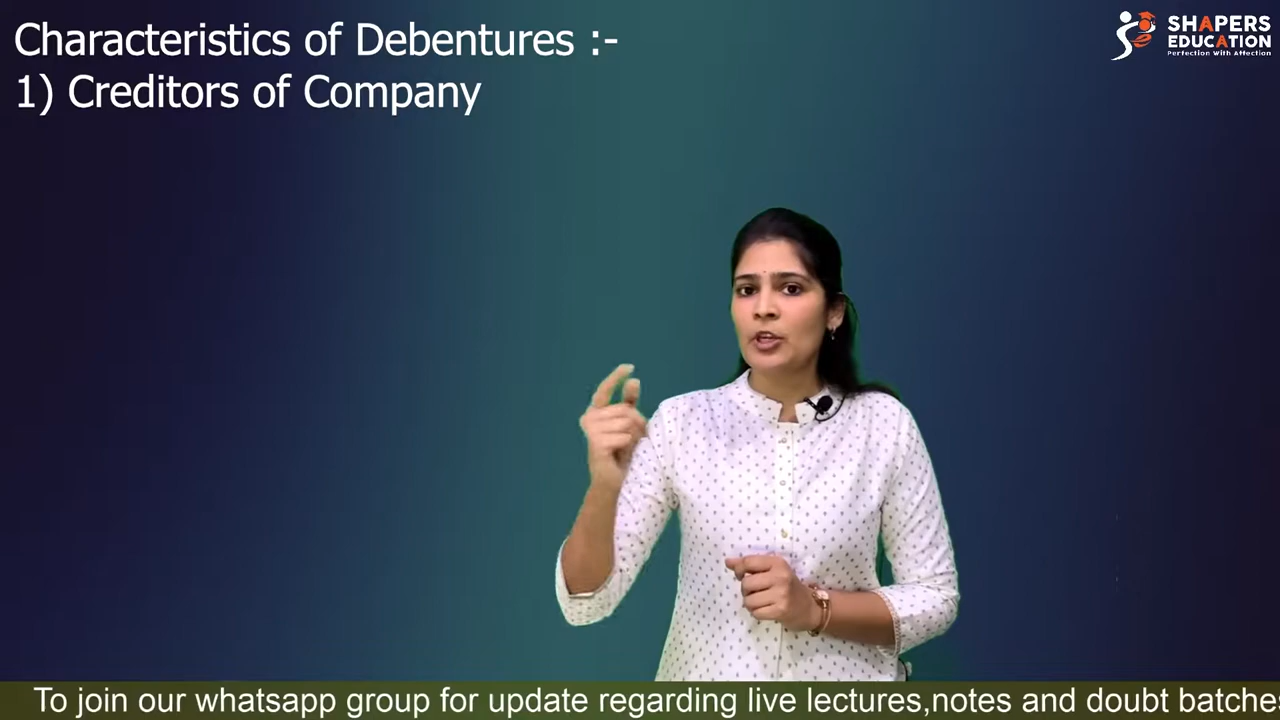 Characteristics of Debentures :-
1) Creditors of Company
SHAPERS
EDUCATION
Perfection With Affection
To join our whatsapp group for update regarding live lectures,notes and doubt batches